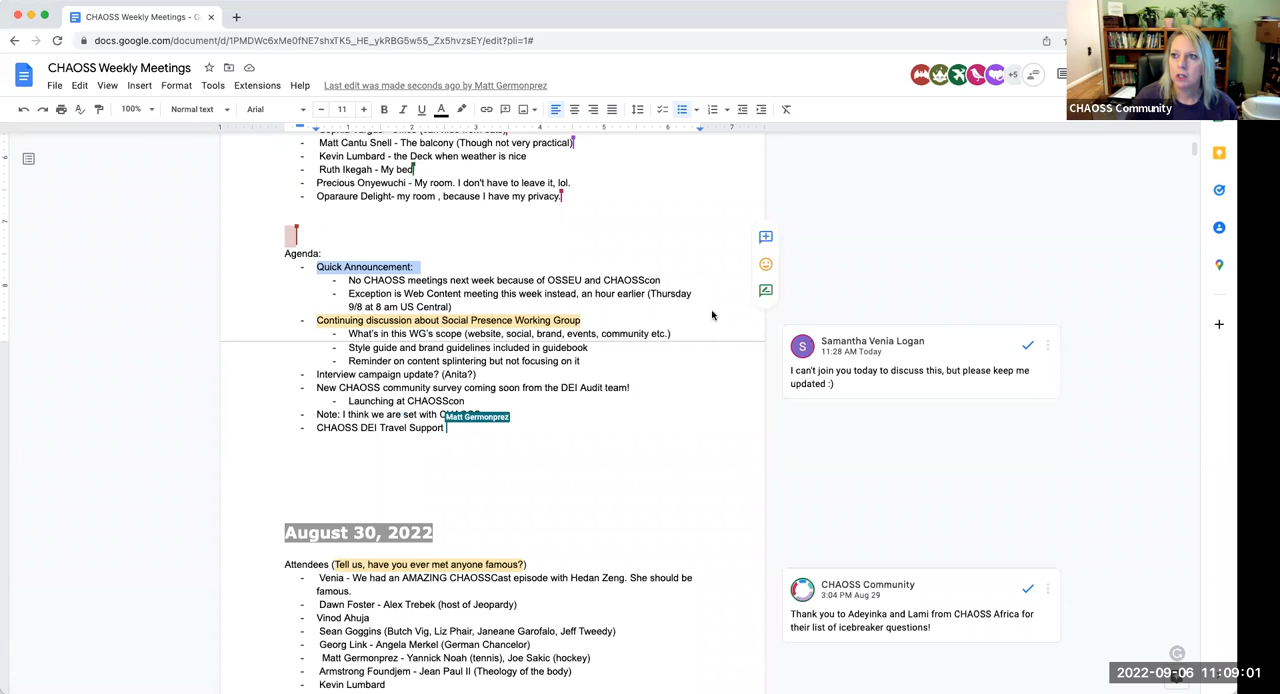 CHAOSS Weekly Meetings - G
docs.google.com/document/d/1PMDWc6xMe0fNE7shxTK5_HE_ykRBG5w55_Zx5hvzsEY/edit?pli=1#
CHAOSS Weekly Meetings
File Edit View Insert Format Tools Extensions Help
Last edit was made seconds ago by Matt Germonprez
+5
CHAOSS Community
100% Normal text Arial 11
1 1 2 3 4 5 6 7
- Matt Cantu Snell - The balcony (Though not very practical)
- Kevin Lumbard - the Deck when weather is nice
- Ruth Ikegah - My bed
- Precious Onyewuchi - My room. I don't have to leave it, lol.
- Oparaure Delight- my room , because I have my privacy.
Agenda:
- Quick Announcement:
- No CHAOSS meetings next week because of OSSEU and CHAOSScon
- Exception is Web Content meeting this week instead, an hour earlier (Thursday
9/8 at 8 am US Central)
- Continuing discussion about Social Presence Working Group
- What's in this WG's scope (website, social, brand, events, community etc.)
- Style guide and brand guidelines included in guidebook
- Reminder on content splintering but not focusing on it
- Interview campaign update? (Anita?)
- New CHAOSS community survey coming soon from the DEI Audit team!
- Launching at CHAOSScon
- Note: I think we are set with
Matt Germonprez
- CHAOSS DEI Travel Support
Samantha Venia Logan
11:28 AM Today
I can't join you today to discuss this, but please keep me
updated :)
August 30, 2022
Attendees (Tell us, have you ever met anyone famous?)
- Venia - We had an AMAZING CHAOSSCast episode with Hedan Zeng. She should be
famous.
- Dawn Foster - Alex Trebek (host of Jeopardy)
- Vinod Ahuja
- Sean Goggins (Butch Vig, Liz Phair, Janeane Garofalo, Jeff Tweedy)
- Georg Link - Angela Merkel (German Chancelor)
- Matt Germonprez - Yannick Noah (tennis), Joe Sakic (hockey)
- Armstrong Foundjem - Jean Paul II (Theology of the body)
- Kevin Lumbard
CHAOSS Community
3:04 PM Aug 29
Thank you to Adeyinka and Lami from CHAOSS Africa for
their list of icebreaker questions!
2022-09-06 11:09:01